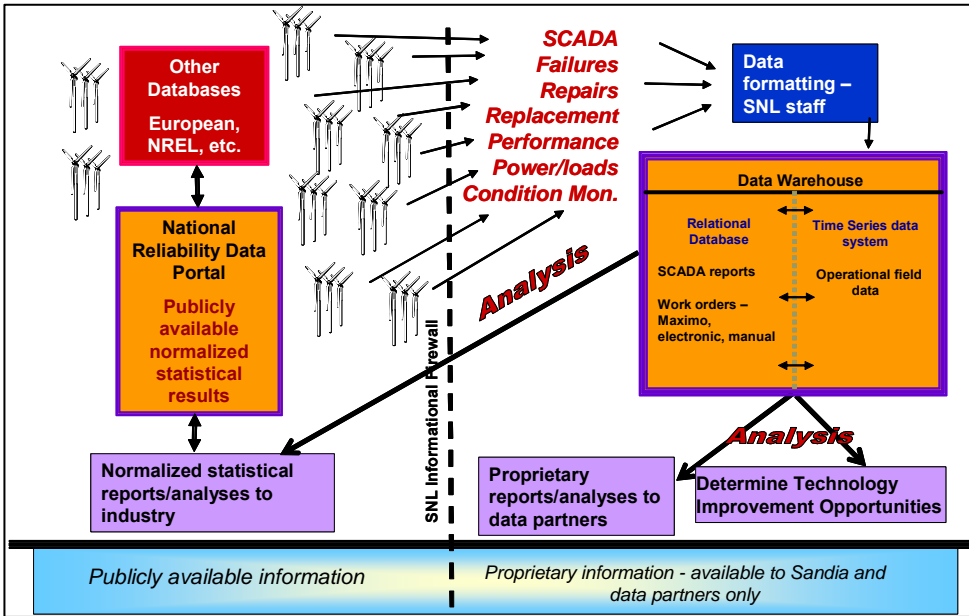 Other
Databases
European,
NREL, etc.
National
Reliability Data
Portal
Publicly
available
normalized
statistical
results
Normalized statistical
reports/analyses to
industry
SNL Informational Firewall
SCADA
Failures
Repairs
Replacement
Performance
Power/loads
Condition Mon.
Data
formatting –
SNL staff
Data Warehouse
Relational
Database
SCADA reports
Work orders –
Maximo,
electronic, manual
Time Series data
system
Operational field
data
Analysis
Analysis
Proprietary
reports/analyses to
data partners
Determine Technology
Improvement Opportunities
Publicly available information
Proprietary information - available to Sandia and
data partners only